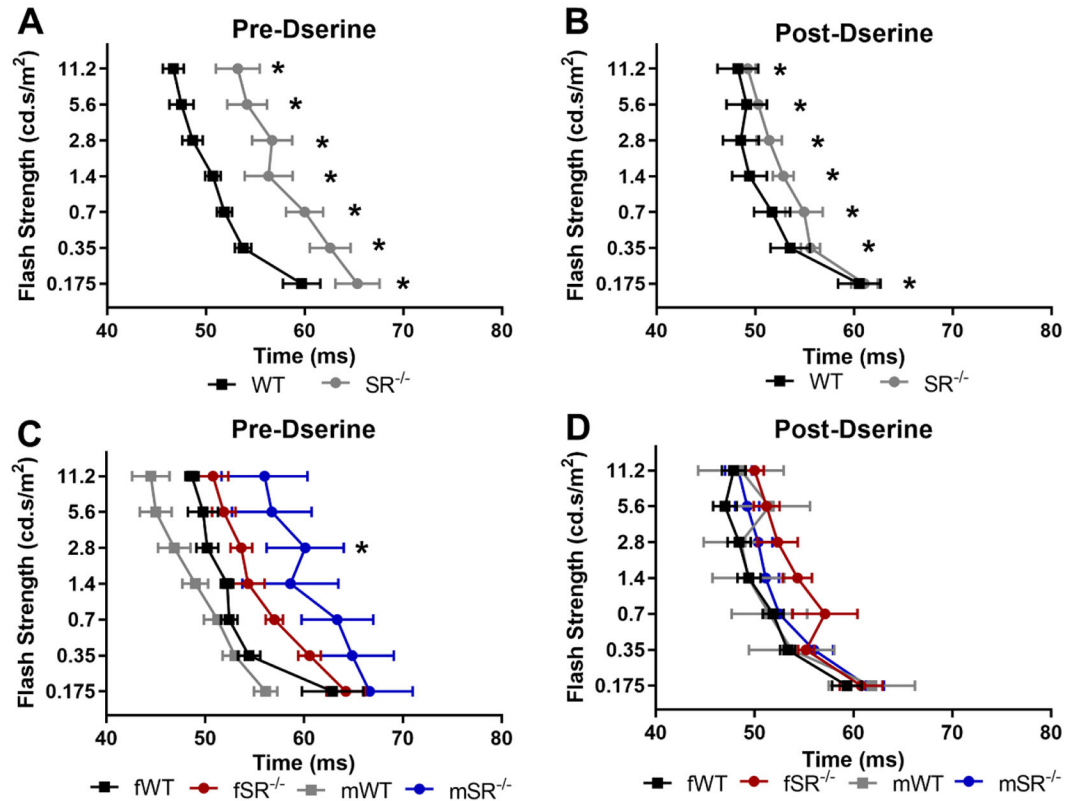 A
Pre-Dserine
Flash Strength (cd.s/m²)
11.2
*
5.6
*
2.8
*
1.4
*
0.7
*
0.35
*
0.175
*
40 50 60 70 80
Time (ms)
WT SR⁻/⁻
B
Post-Dserine
Flash Strength (cd.s/m²)
11.2
*
5.6
*
2.8
*
1.4
*
0.7
*
0.35
*
0.175
*
40 50 60 70 80
Time (ms)
WT SR⁻/⁻
C
Pre-Dserine
Flash Strength (cd.s/m²)
11.2
5.6
2.8
*
1.4
0.7
0.35
0.175
40 50 60 70 80
Time (ms)
fWT fSR⁻/⁻ mWT mSR⁻/⁻
D
Post-Dserine
Flash Strength (cd.s/m²)
11.2
5.6
2.8
1.4
0.7
0.35
0.175
40 50 60 70 80
Time (ms)
fWT fSR⁻/⁻ mWT mSR⁻/⁻